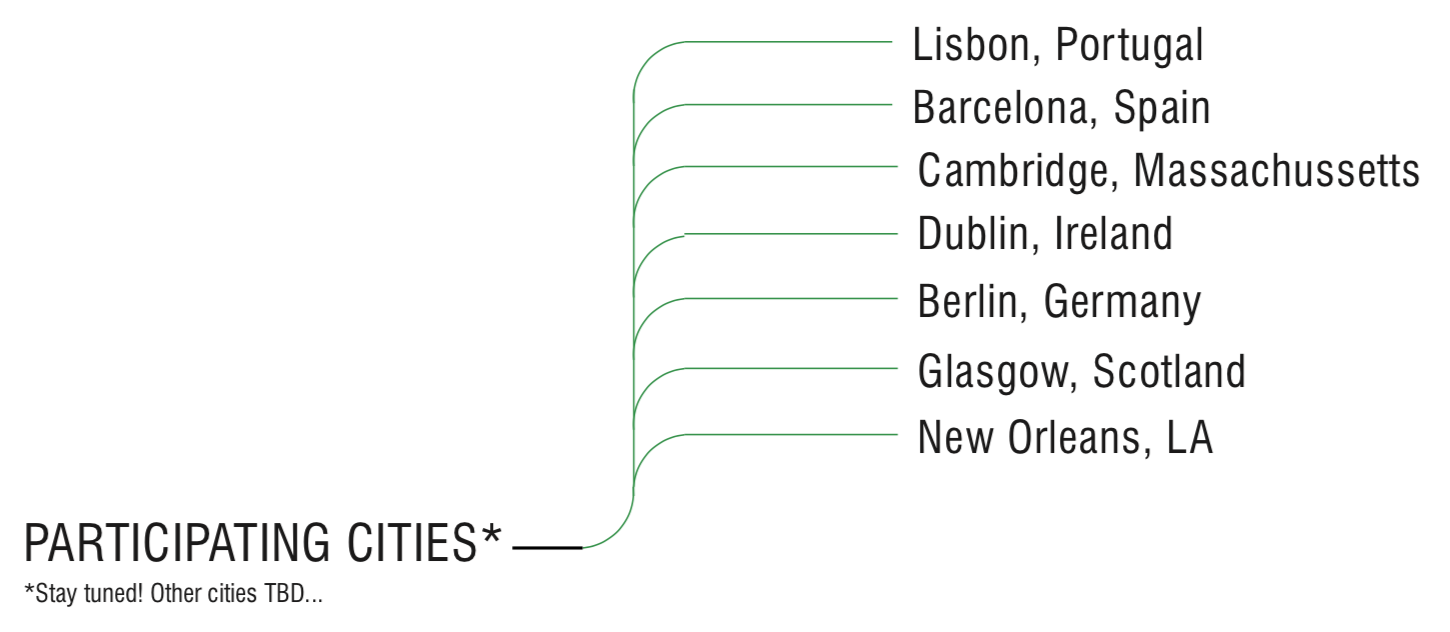 Lisbon, Portugal
Barcelona, Spain
Cambridge, Massachussetts
Dublin, Ireland
Berlin, Germany
Glasgow, Scotland
New Orleans, LA
PARTICIPATING CITIES*
*Stay tuned! Other cities TBD...